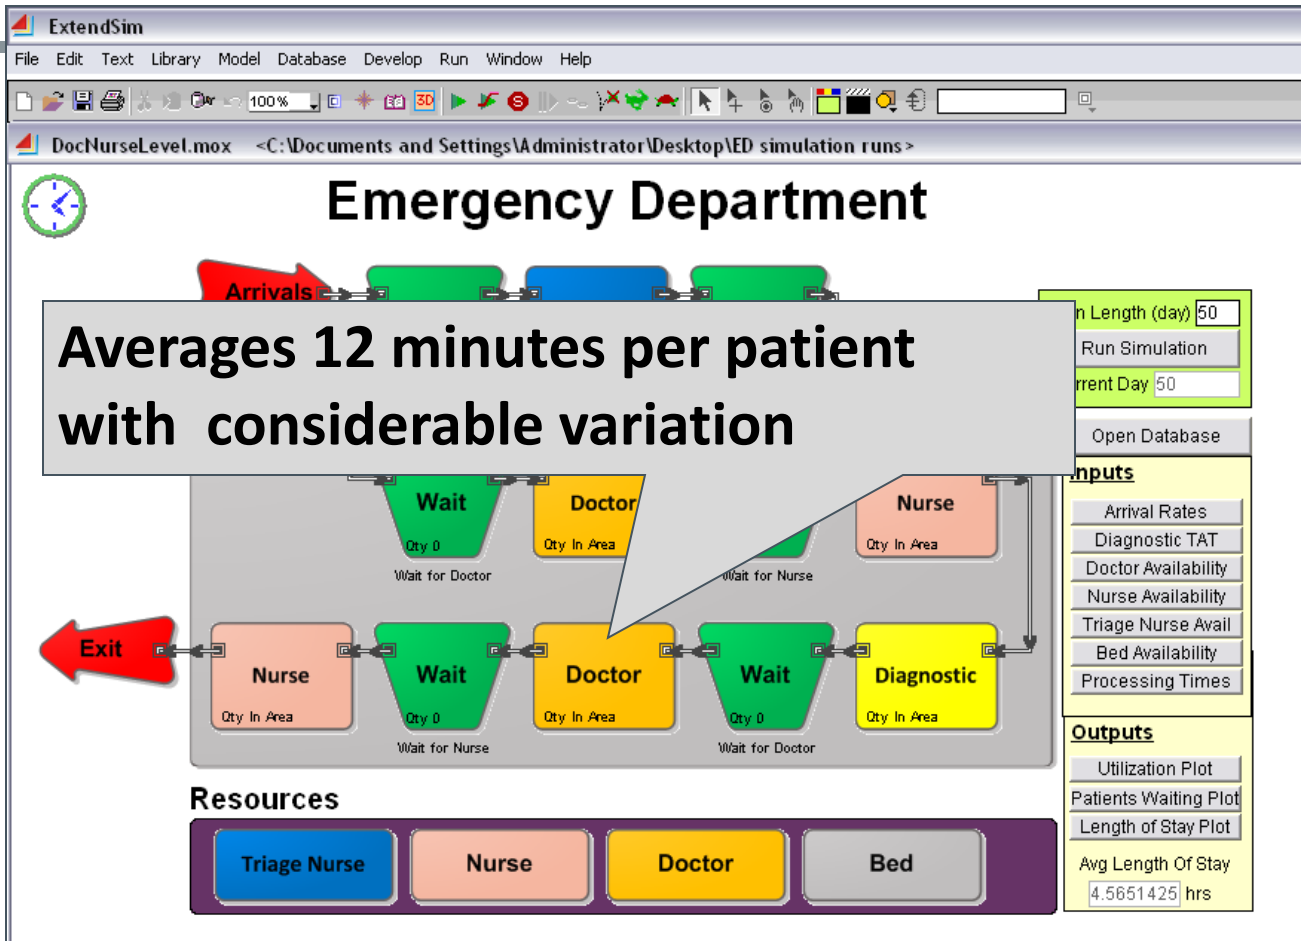 ExtendSim
File Edit Text Library Model Database Develop Run Window Help
100% 3D
DocNurseLevel.mox <C:\Documents and Settings\Administrator\Desktop\ED simulation runs>
Emergency Department
Arrivals
Averages 12 minutes per patient
with considerable variation
Length (day) 50
Run Simulation
Day 50
Open Database
Inputs
Arrival Rates
Diagnostic TAT
Doctor Availability
Nurse Availability
Triage Nurse Avail
Bed Availability
Processing Times
Wait
Qty 0
Wait for Doctor
Doctor
Qty In Area
Wait for Nurse
Nurse
Qty In Area
Exit
Nurse
Qty In Area
Wait
Qty 0
Wait for Nurse
Doctor
Qty In Area
Wait
Qty 0
Wait for Doctor
Diagnostic
Qty In Area
Outputs
Utilization Plot
Patients Waiting Plot
Length of Stay Plot
Avg Length Of Stay
4.5651425 hrs
Resources
Triage Nurse
Nurse
Doctor
Bed